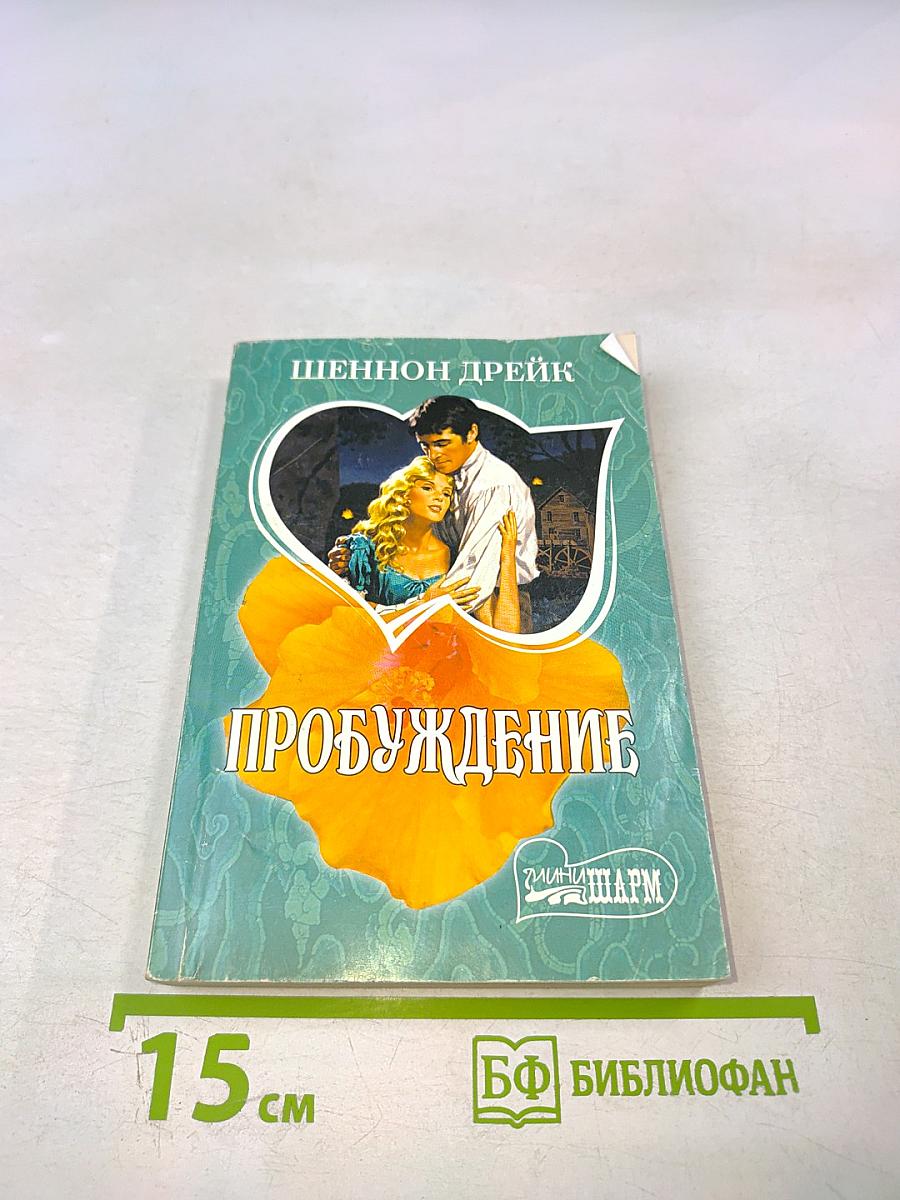 ШЕННОН ДРЕЙК
ПРОБУЖДЕНИЕ
МИНИ
ШАРМ
15 см
БФ БИБЛИОФАН